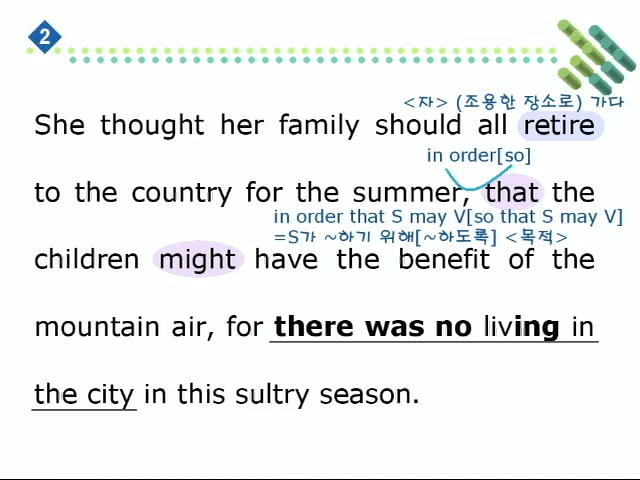 2
<자> (조용한 장소로) 가다
She thought her family should all retire
in order[so]
to the country for the summer, that the
in order that S may V[so that S may V]
=S가 ~하기 위해[~하도록] <목적>
children might have the benefit of the
mountain air, for there was no living in
the city in this sultry season.